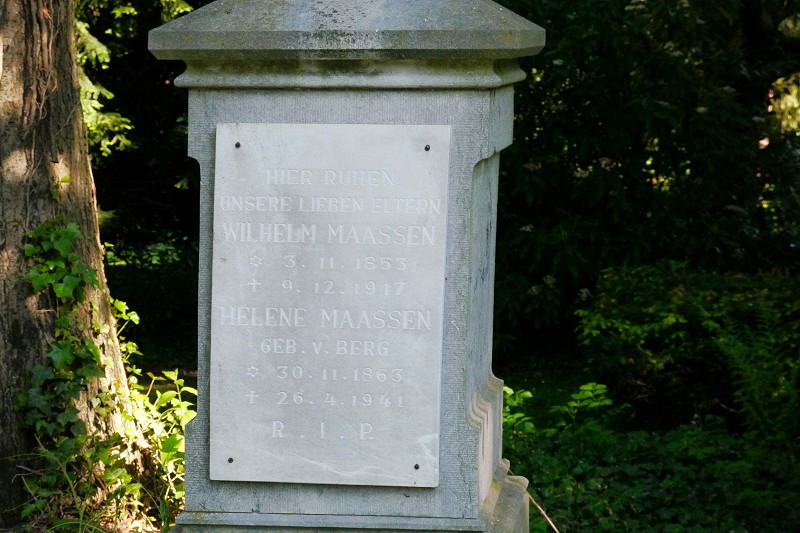 HIER RUHEN
UNSERE LIEBEN ELTERN
WILHELM MAASSEN
✡ 3.11.1853
✝ 9.12.1917
HELENE MAASSEN
GEB. V. BERG
✡ 30.11.1863
✝ 26.4.1941
R.I.P.